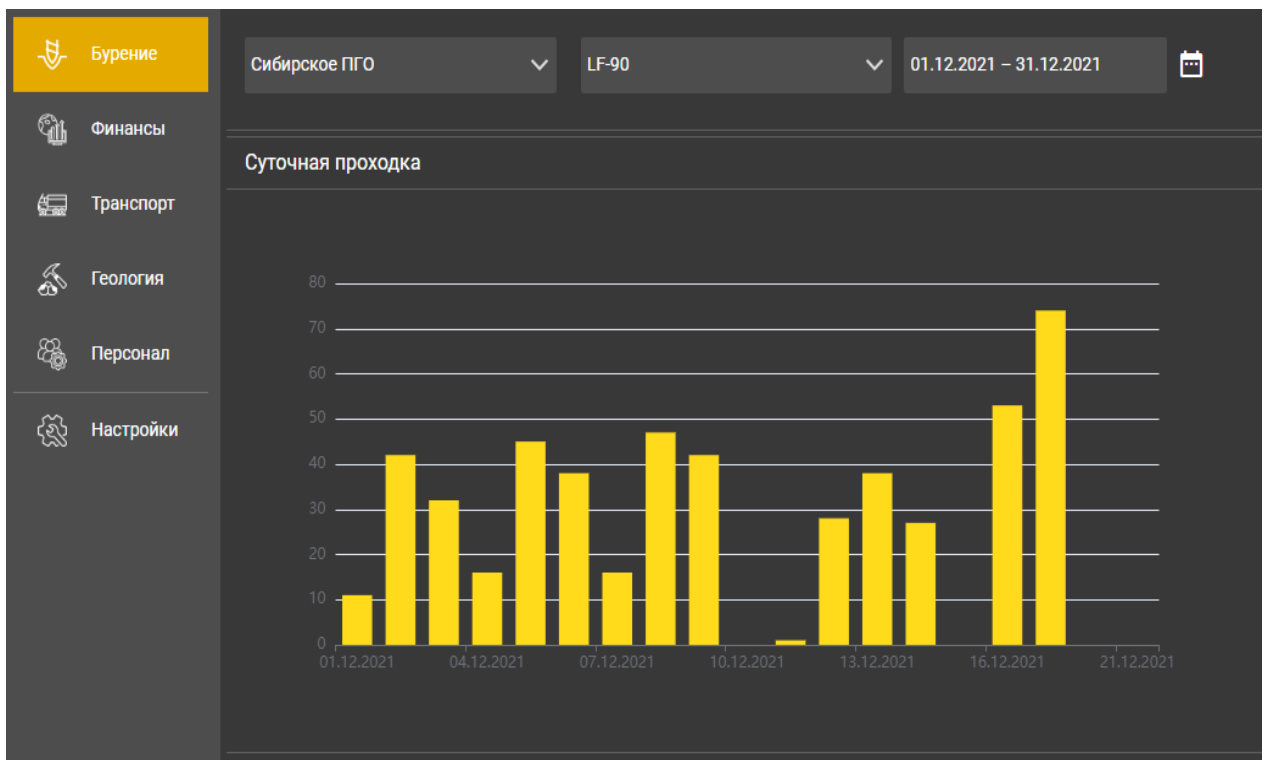 Бурение
Финансы
Транспорт
Геология
Персонал
Настройки
Сибирское ПГО
LF-90
01.12.2021 – 31.12.2021
Суточная проходка
80
70
60
50
40
30
20
10
0
01.12.2021 04.12.2021 07.12.2021 10.12.2021 13.12.2021 16.12.2021 21.12.2021